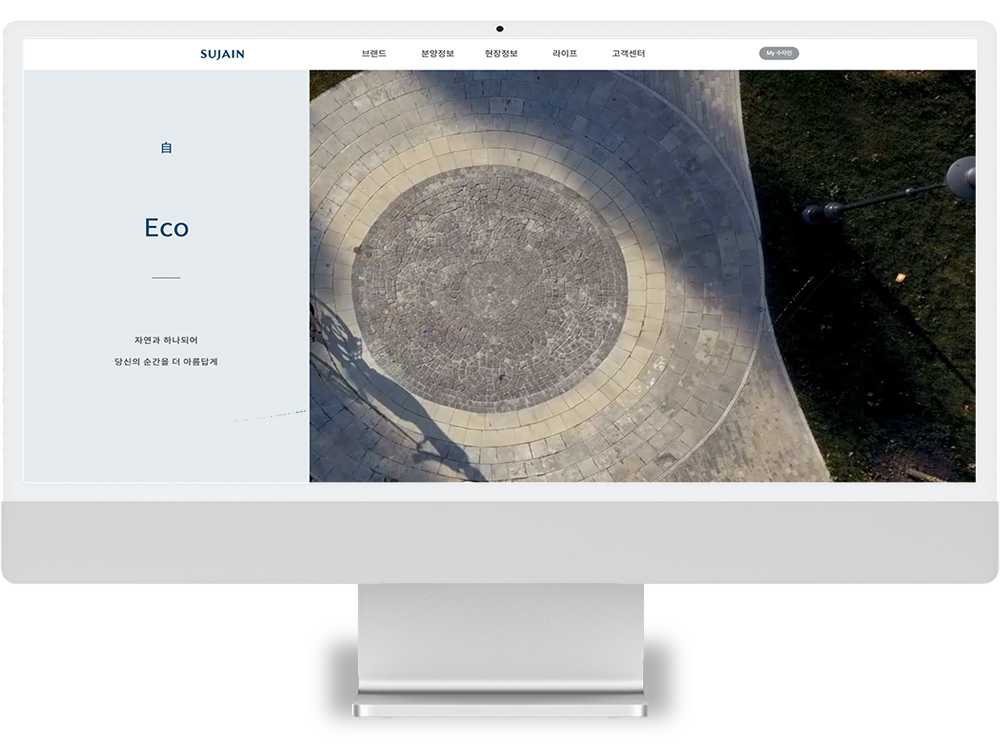 SUJAIN
브랜드
분양정보
현장정보
라이프
고객센터
My 수자인
自
Eco
자연과 하나되어
당신의 순간을 더 아름답게